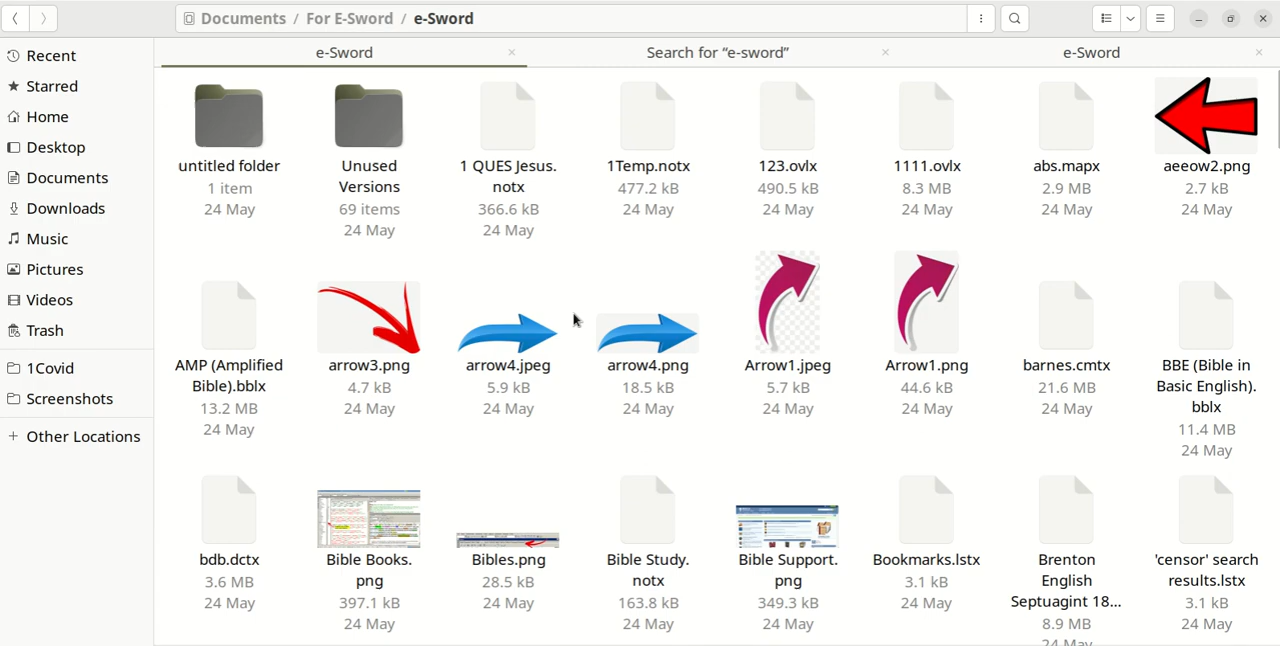 Documents / For E-Sword / e-Sword
e-Sword
Search for “e-sword”
e-Sword
Recent
Starred
Home
Desktop
Documents
Downloads
Music
Pictures
Videos
Trash
1Covid
Screenshots
Other Locations
untitled folder
1 item
24 May
Unused
Versions
69 items
24 May
1 QUES Jesus.
notx
366.6 kB
24 May
1Temp.notx
477.2 kB
24 May
123.ovlx
490.5 kB
24 May
1111.ovlx
8.3 MB
24 May
abs.mapx
2.9 MB
24 May
aeeow2.png
2.7 kB
24 May
AMP (Amplified
Bible).bblx
13.2 MB
24 May
arrow3.png
4.7 kB
24 May
arrow4.jpeg
5.9 kB
24 May
arrow4.png
18.5 kB
24 May
Arrow1.jpeg
5.7 kB
24 May
Arrow1.png
44.6 kB
24 May
barnes.cmtx
21.6 MB
24 May
BBE (Bible in
Basic English).
bblx
11.4 MB
24 May
bdb.dctx
3.6 MB
24 May
Bible Books.
png
397.1 kB
24 May
Bibles.png
28.5 kB
24 May
Bible Study.
notx
163.8 kB
24 May
Bible Support.
png
349.3 kB
24 May
Bookmarks.lstx
3.1 kB
24 May
Brenton
English
Septuagint 18...
8.9 MB
24 May
'censor' search
results.lstx
3.1 kB
24 May